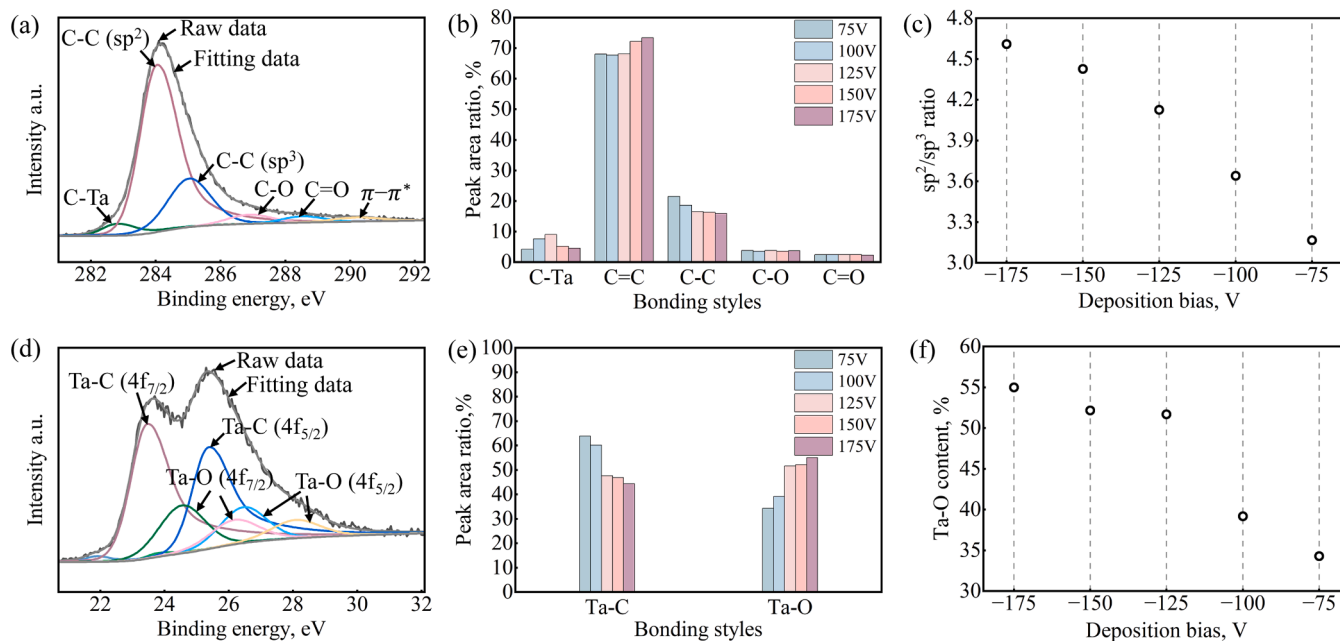 (a)
Raw data
C-C (sp²)
Fitting data
C-C (sp³)
C-O C=O π−π*
C-Ta
Intensity a.u.
282 284 286 288 290 292
Binding energy, eV
(b)
75V
100V
125V
150V
175V
Peak area ratio, %
100
90
80
70
60
50
40
30
20
10
0
C-Ta C=C C-C C-O C=O
Bonding styles
(c)
sp²/sp³ ratio
4.8
4.5
4.2
3.9
3.6
3.3
3.0
−175 −150 −125 −100 −75
Deposition bias, V
(d)
Raw data
Fitting data
Ta-C (4f7/2)
Ta-C (4f5/2)
Ta-O (4f7/2) Ta-O (4f5/2)
Intensity a.u.
22 24 26 28 30 32
Binding energy, eV
(e)
75V
100V
125V
150V
175V
Peak area ratio,%
100
90
80
70
60
50
40
30
20
10
0
Ta-C Ta-O
Bonding styles
(f)
Ta-O content, %
60
55
50
45
40
35
30
−175 −150 −125 −100 −75
Deposition bias, V